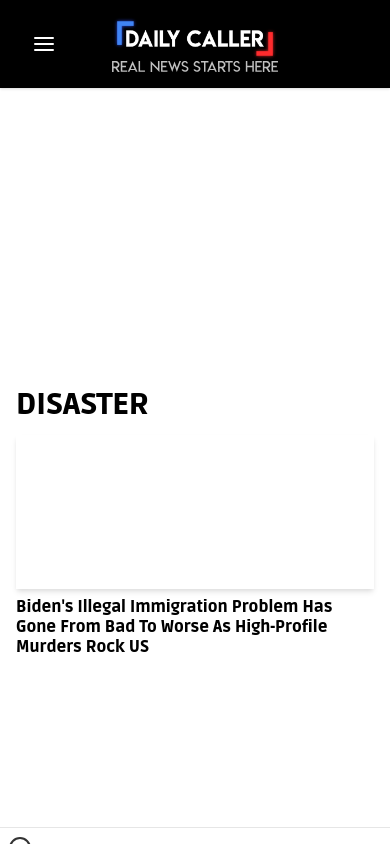 DAILY CALLER
REAL NEWS STARTS HERE
DISASTER
Biden's Illegal Immigration Problem Has
Gone From Bad To Worse As High-Profile
Murders Rock US